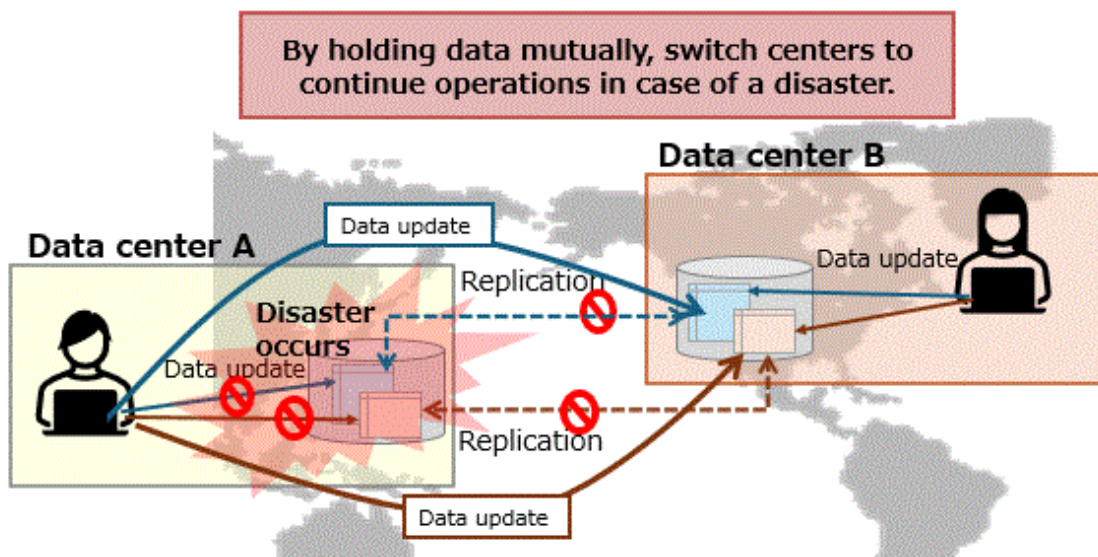 By holding data mutually, switch centers to
continue operations in case of a disaster.
Data center B
Data update
Data center A
Data update
Replication
Disaster
occurs
Data update
Replication
Data update